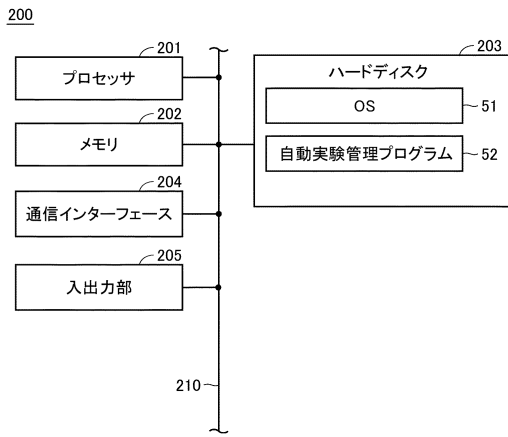 200
201
プロセッサ
202
メモリ
204
通信インターフェース
205
入出力部
210
203
ハードディスク
OS
51
自動実験管理プログラム
52